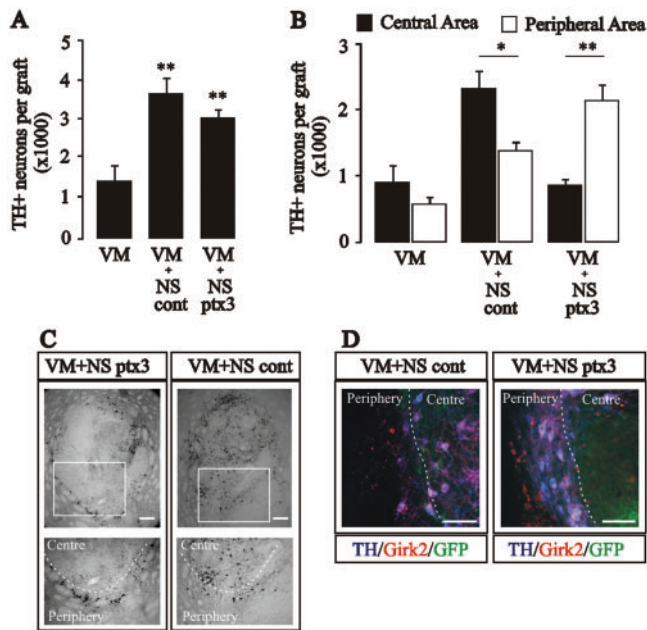 A
TH+ neurons per graft
(x1000)
5
4
3
2
1
0
**
**
VM
VM
+
NS
cont
VM
+
NS
ptx3
B
Central Area
Peripheral Area
TH+ neurons per graft
(x1000)
3
2
1
0
*
**
VM
VM
+
NS
cont
VM
+
NS
ptx3
C
VM+NS ptx3
VM+NS cont
Centre
Periphery
Centre
Periphery
D
VM+NS cont
VM+NS ptx3
Periphery
Centre
Periphery
Centre
TH/Girk2/GFP
TH/Girk2/GFP